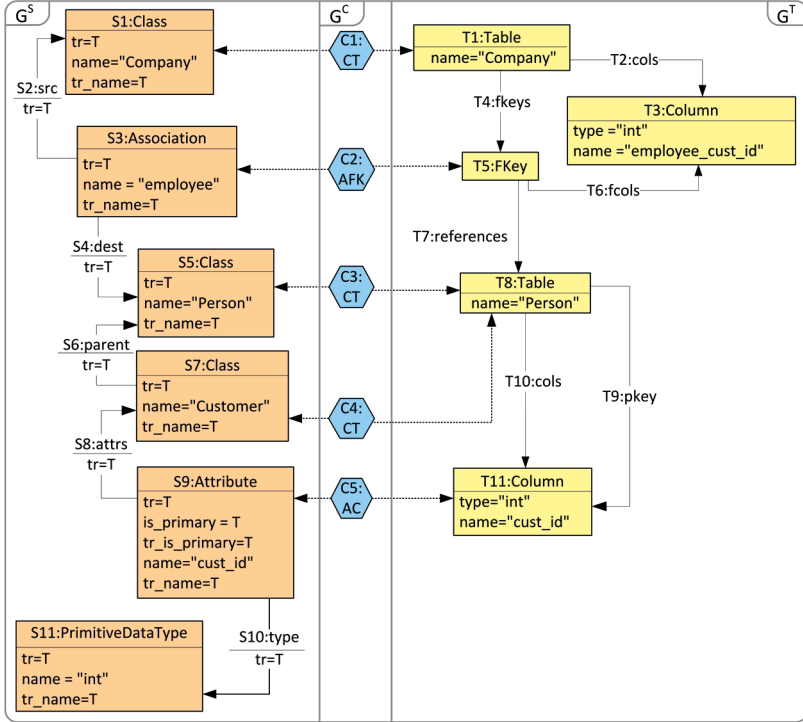 G^S
G^C
G^T
S1:Class
tr=T
name="Company"
tr_name=T
S2:src
tr=T
S3:Association
tr=T
name = "employee"
tr_name=T
S4:dest
tr=T
S5:Class
tr=T
name="Person"
tr_name=T
S6:parent
tr=T
S7:Class
tr=T
name="Customer"
tr_name=T
S8:attrs
tr=T
S9:Attribute
tr=T
is_primary = T
tr_is_primary=T
name="cust_id"
tr_name=T
S10:type
tr=T
S11:PrimitiveDataType
tr=T
name = "int"
tr_name=T
C1:
CT
C2:
AFK
C3:
CT
C4:
CT
C5:
AC
T1:Table
name="Company"
T2:cols
T4:fkeys
T3:Column
type ="int"
name ="employee_cust_id"
T5:FKey
T6:fcols
T7:references
T8:Table
name="Person"
T10:cols
T9:pkey
T11:Column
type="int"
name="cust_id"